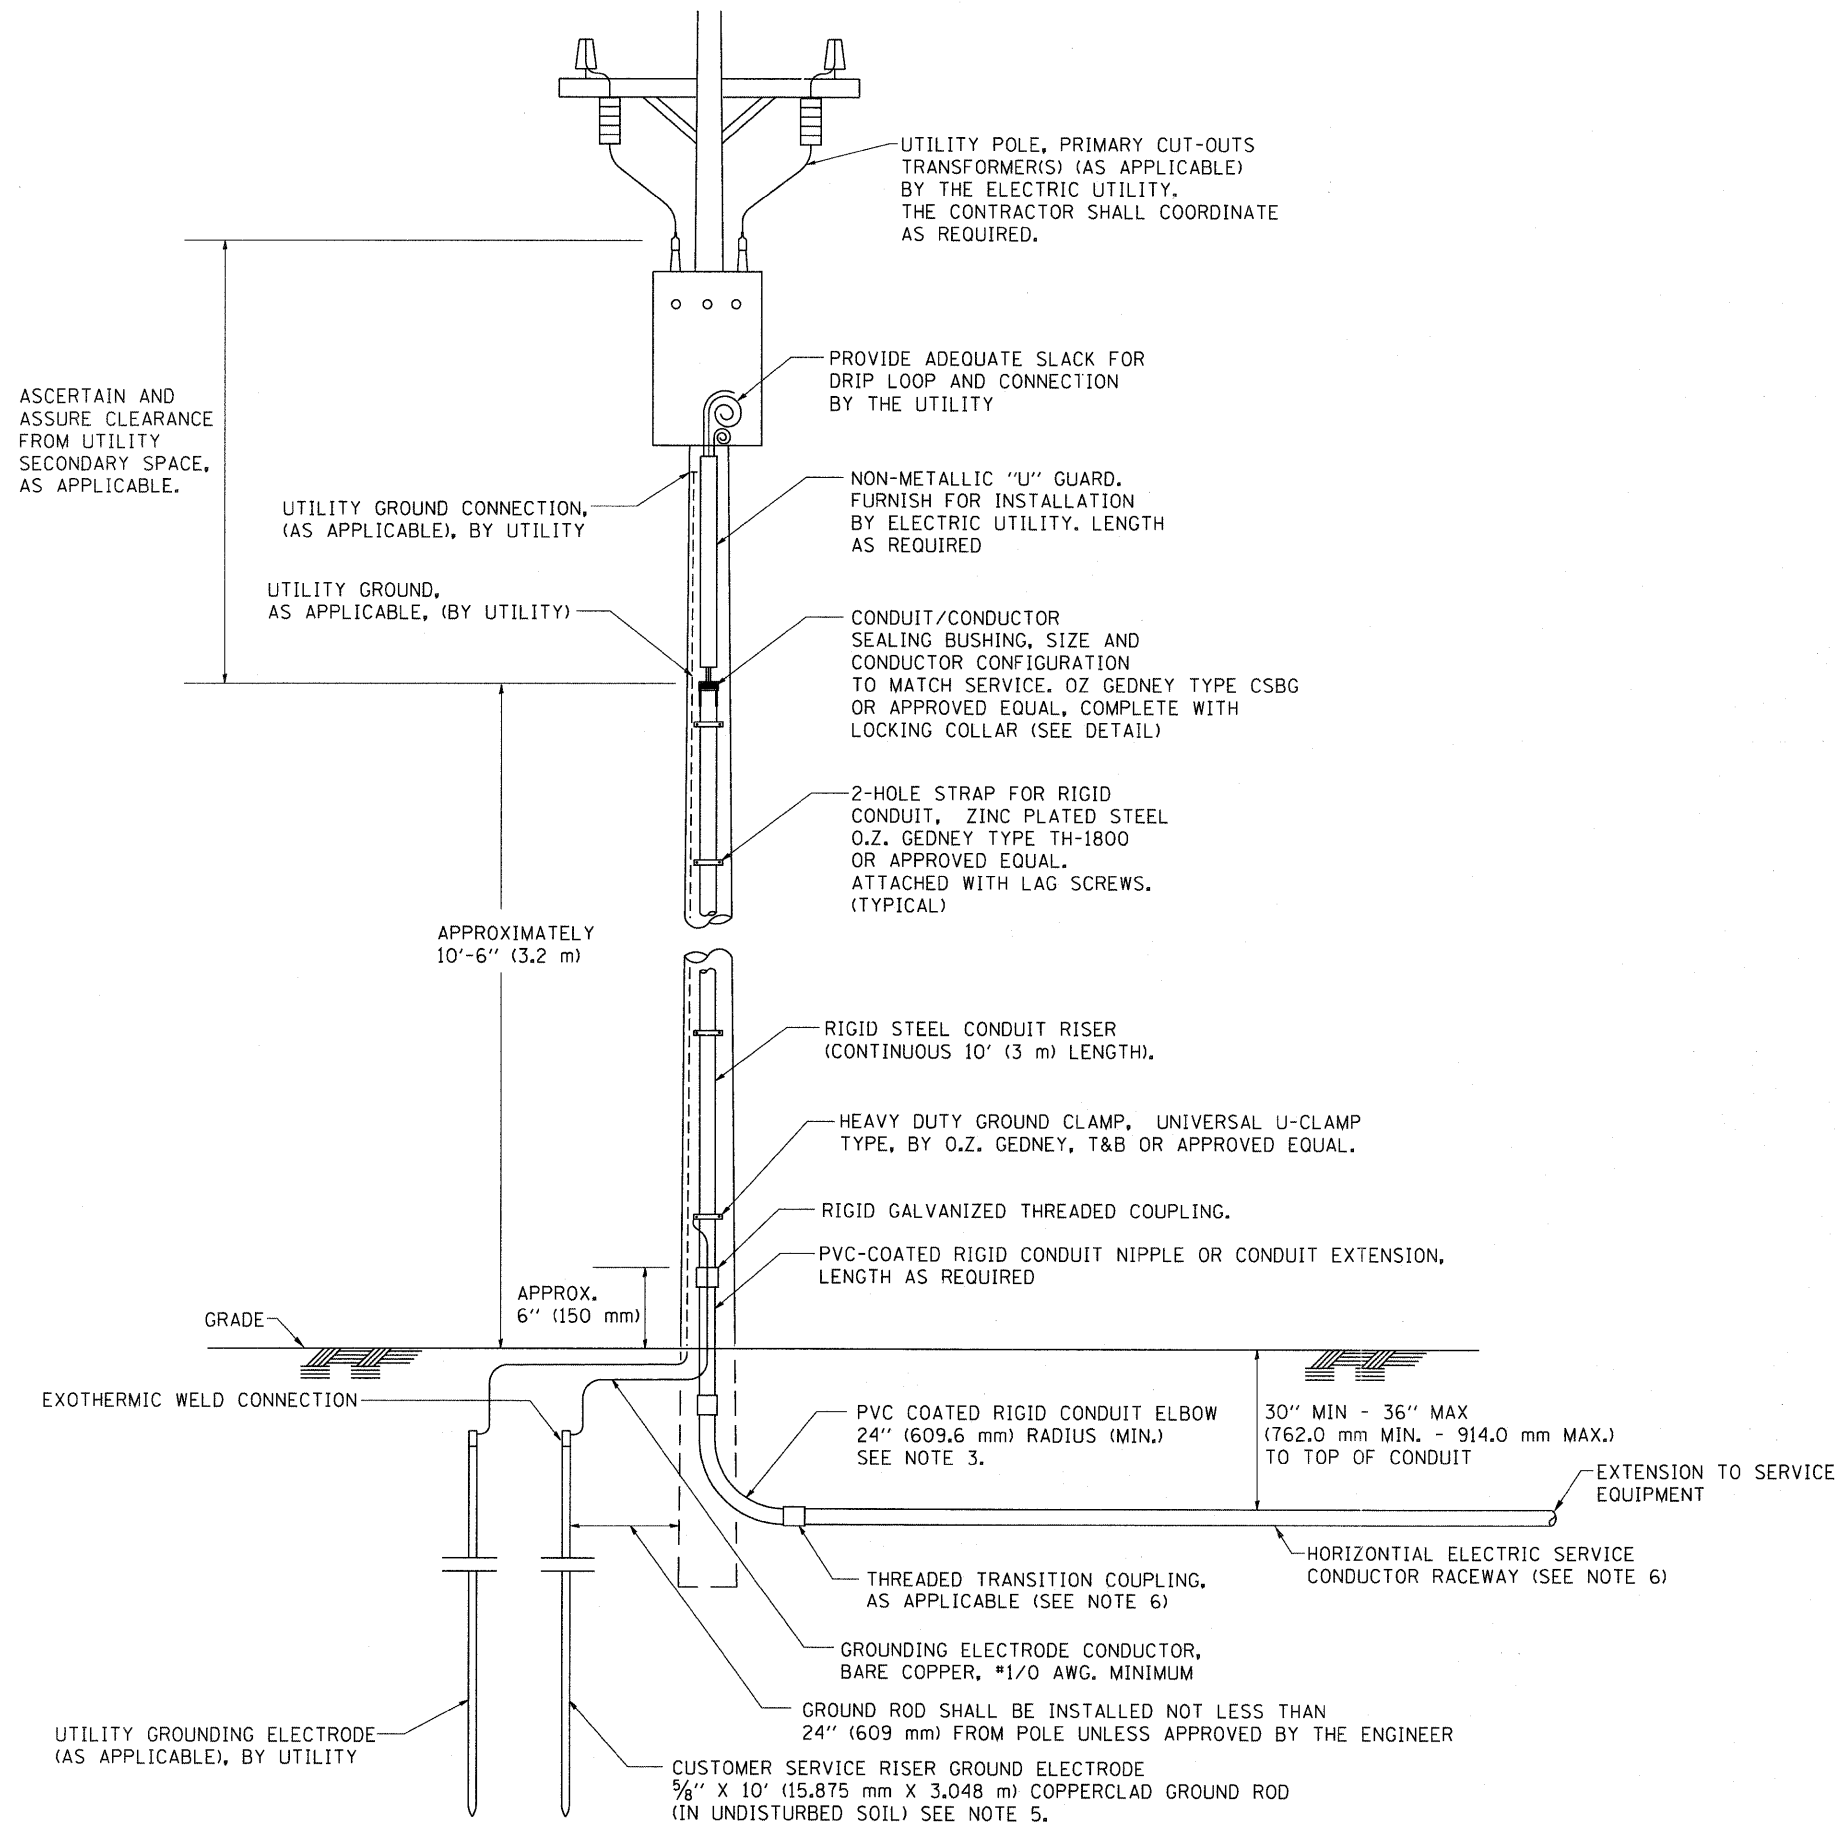 UTILITY POLE, PRIMARY CUT-OUTS
TRANSFORMER(S) (AS APPLICABLE)
BY THE ELECTRIC UTILITY.
THE CONTRACTOR SHALL COORDINATE
AS REQUIRED.
PROVIDE ADEQUATE SLACK FOR
DRIP LOOP AND CONNECTION
BY THE UTILITY
ASCERTAIN AND
ASSURE CLEARANCE
FROM UTILITY
SECONDARY SPACE,
AS APPLICABLE.
UTILITY GROUND CONNECTION,
(AS APPLICABLE), BY UTILITY
NON-METALLIC "U" GUARD.
FURNISH FOR INSTALLATION
BY ELECTRIC UTILITY. LENGTH
AS REQUIRED
UTILITY GROUND,
AS APPLICABLE, (BY UTILITY)
CONDUIT/CONDUCTOR
SEALING BUSHING, SIZE AND
CONDUCTOR CONFIGURATION
TO MATCH SERVICE. OZ GEDNEY TYPE CSBG
OR APPROVED EQUAL, COMPLETE WITH
LOCKING COLLAR (SEE DETAIL)
2-HOLE STRAP FOR RIGID
CONDUIT, ZINC PLATED STEEL
O.Z. GEDNEY TYPE TH-1800
OR APPROVED EQUAL.
ATTACHED WITH LAG SCREWS.
(TYPICAL)
APPROXIMATELY
10'-6" (3.2 m)
RIGID STEEL CONDUIT RISER
(CONTINUOUS 10' (3 m) LENGTH).
HEAVY DUTY GROUND CLAMP, UNIVERSAL U-CLAMP
TYPE, BY O.Z. GEDNEY, T&B OR APPROVED EQUAL.
RIGID GALVANIZED THREADED COUPLING.
PVC-COATED RIGID CONDUIT NIPPLE OR CONDUIT EXTENSION,
LENGTH AS REQUIRED
APPROX.
6" (150 mm)
GRADE
EXOTHERMIC WELD CONNECTION
PVC COATED RIGID CONDUIT ELBOW
24" (609.6 mm) RADIUS (MIN.)
SEE NOTE 3.
30" MIN - 36" MAX
(762.0 mm MIN. - 914.0 mm MAX.)
TO TOP OF CONDUIT
EXTENSION TO SERVICE
EQUIPMENT
HORIZONTIAL ELECTRIC SERVICE
CONDUCTOR RACEWAY (SEE NOTE 6)
THREADED TRANSITION COUPLING,
AS APPLICABLE (SEE NOTE 6)
GROUNDING ELECTRODE CONDUCTOR,
BARE COPPER, #1/0 AWG. MINIMUM
GROUND ROD SHALL BE INSTALLED NOT LESS THAN
24" (609 mm) FROM POLE UNLESS APPROVED BY THE ENGINEER
UTILITY GROUNDING ELECTRODE
(AS APPLICABLE), BY UTILITY
CUSTOMER SERVICE RISER GROUND ELECTRODE
5/8" X 10' (15.875 mm X 3.048 m) COPPERCLAD GROUND ROD
(IN UNDISTURBED SOIL) SEE NOTE 5.